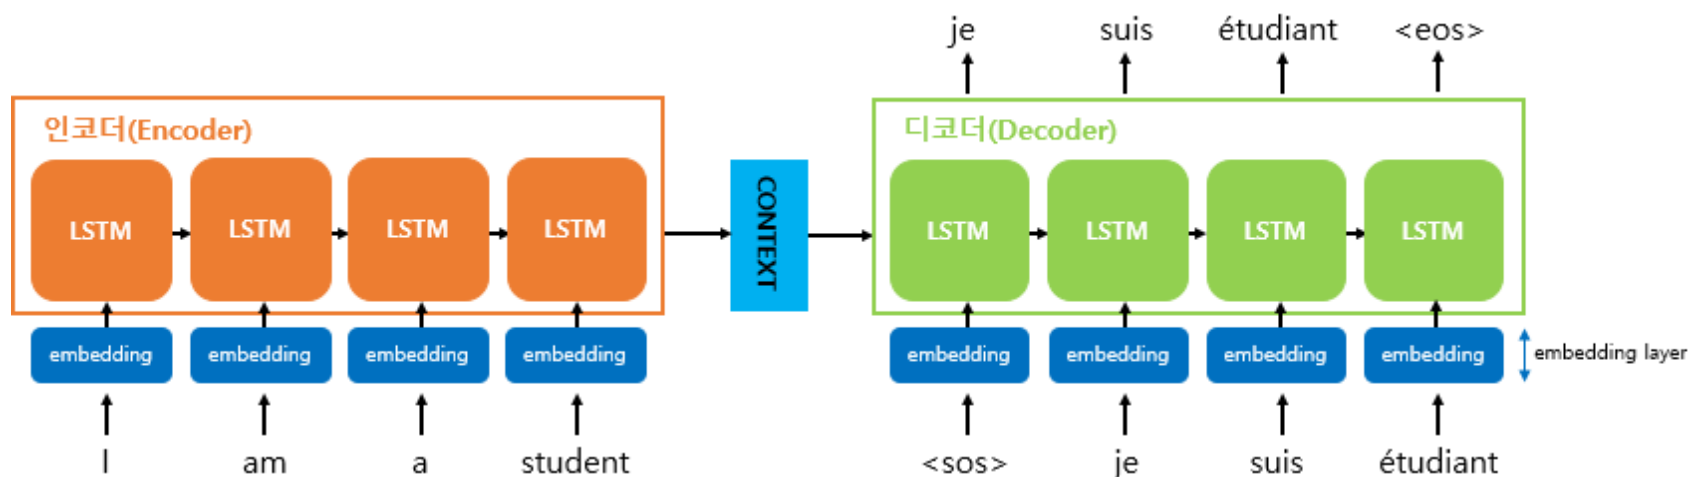 je suis étudiant <eos>
인코더(Encoder)
LSTM LSTM LSTM LSTM
embedding embedding embedding embedding
I am a student
CONTEXT
디코더(Decoder)
LSTM LSTM LSTM LSTM
embedding embedding embedding embedding
embedding layer
<sos> je suis étudiant